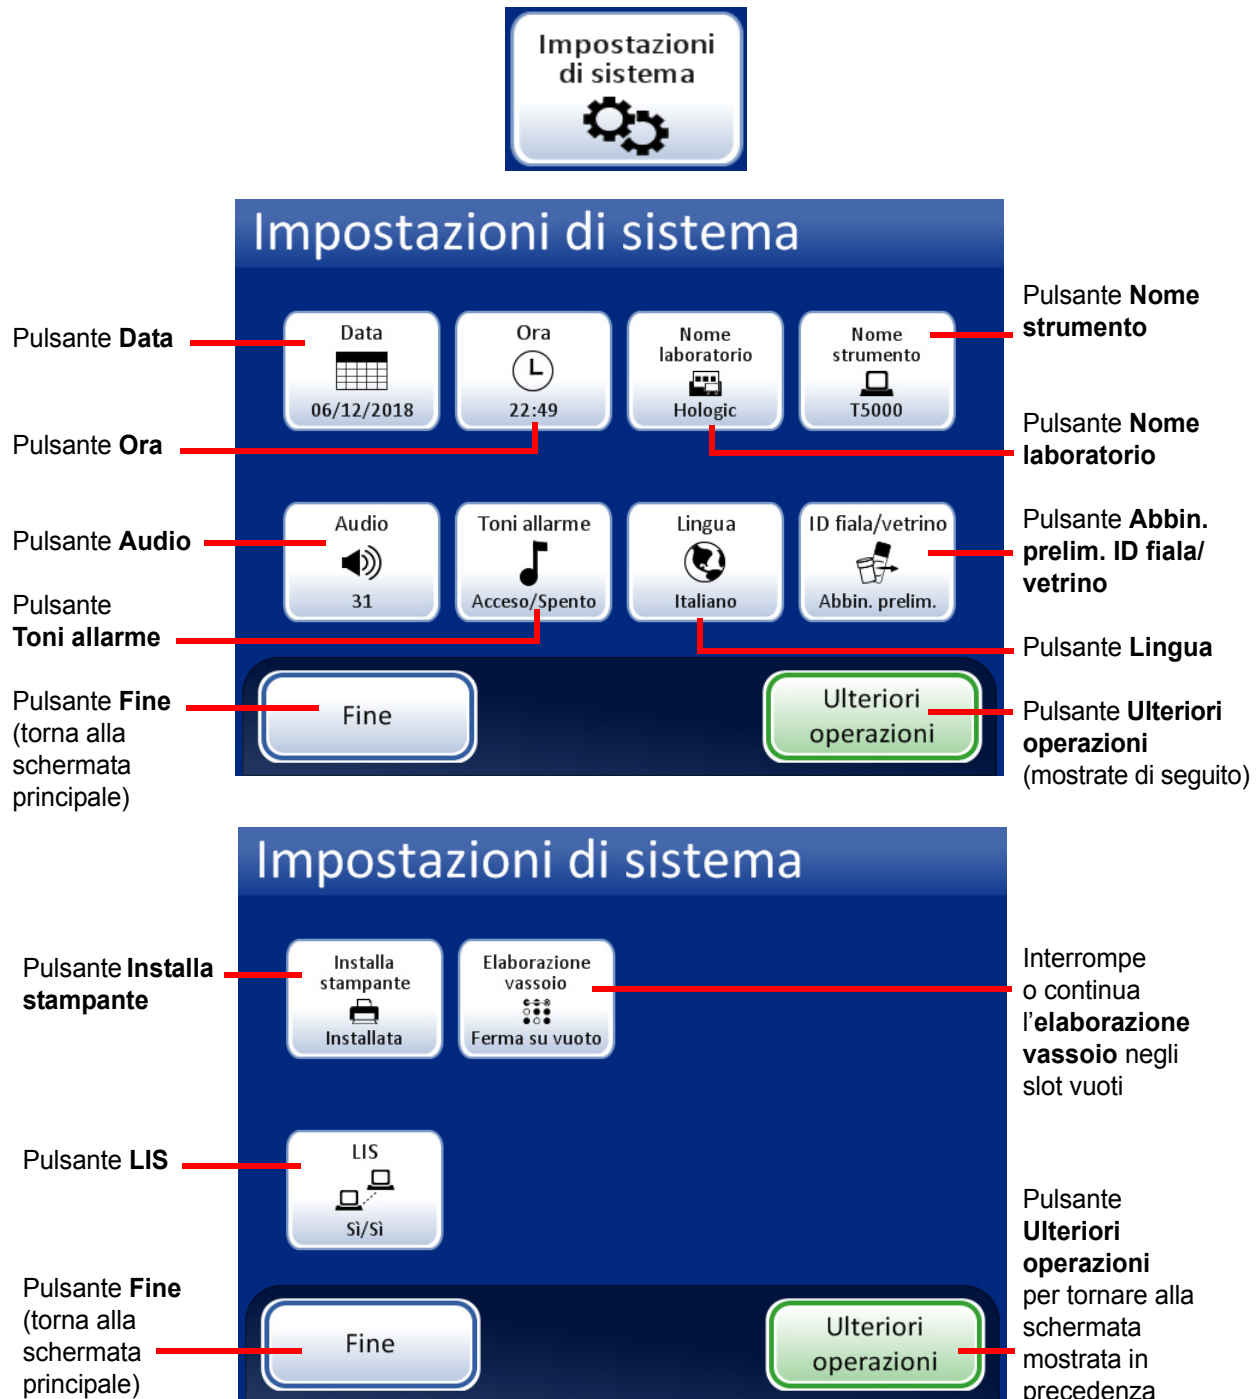 Impostazioni
di sistema
Impostazioni di sistema
Pulsante Data
Data
06/12/2018
Ora
22:49
Nome
laboratorio
Hologic
Nome
strumento
T5000
Pulsante Nome
strumento
Pulsante Ora
Pulsante Nome
laboratorio
Pulsante Audio
Audio
31
Toni allarme
Acceso/Spento
Lingua
Italiano
ID fiala/vetrino
Abbin. prelim.
Pulsante Abbin.
prelim. ID fiala/
vetrino
Pulsante
Toni allarme
Pulsante Lingua
Pulsante Fine
(torna alla
schermata
principale)
Fine
Ulteriori
operazioni
Pulsante Ulteriori
operazioni
(mostrate di seguito)
Impostazioni di sistema
Pulsante Installa
stampante
Installa
stampante
Installata
Elaborazione
vassoio
Ferma su vuoto
Interrompe
o continua
l'elaborazione
vassoio negli
slot vuoti
Pulsante LIS
LIS
Sì/Sì
Pulsante Fine
(torna alla
schermata
principale)
Fine
Ulteriori
operazioni
Pulsante
Ulteriori
operazioni
per tornare alla
schermata
mostrata in
precedenza